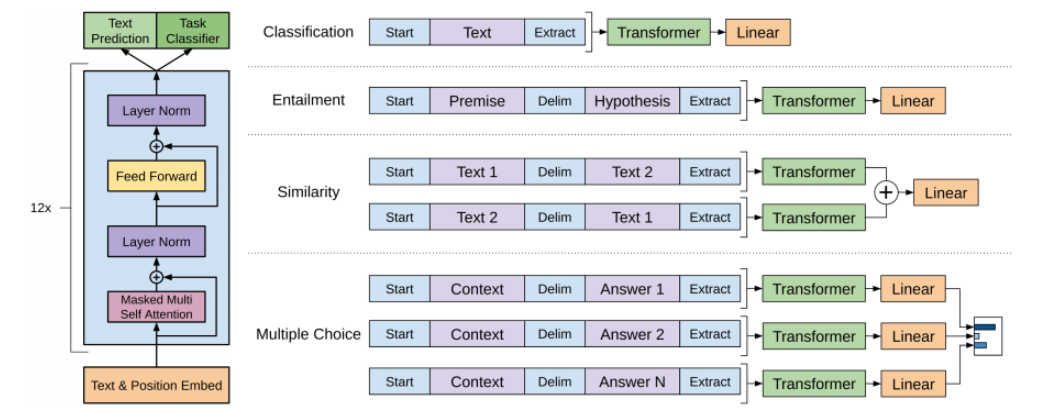 Text
Prediction
Task
Classifier
Layer Norm
Feed Forward
12x
Layer Norm
Masked Multi
Self Attention
Text & Position Embed
Classification
Start Text Extract Transformer Linear
Entailment
Start Premise Delim Hypothesis Extract Transformer Linear
Similarity
Start Text 1 Delim Text 2 Extract Transformer
+ Linear
Start Text 2 Delim Text 1 Extract Transformer
Multiple Choice
Start Context Delim Answer 1 Extract Transformer Linear
Start Context Delim Answer 2 Extract Transformer Linear
Start Context Delim Answer N Extract Transformer Linear